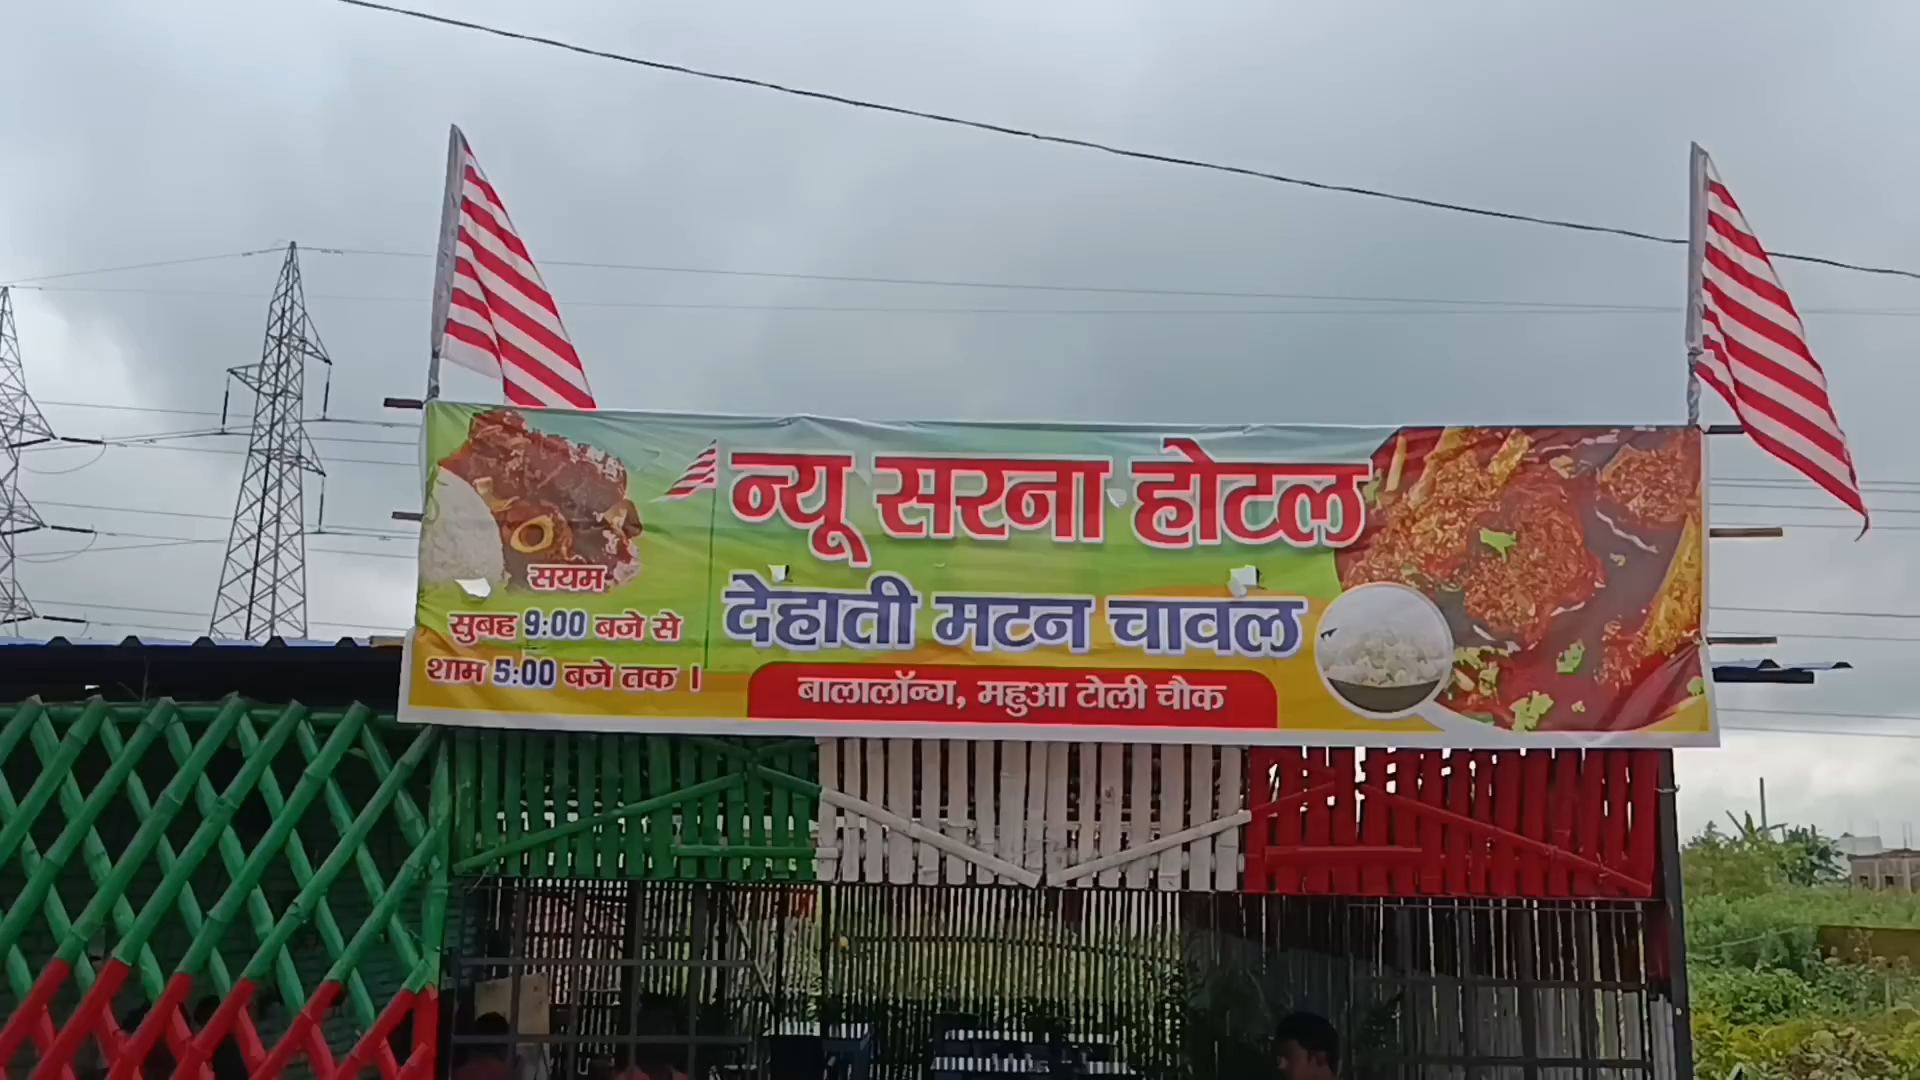 न्यू सरना होटल
देहाती मटन चावल
बालालॉन्ग, महुआ टोली चौक
सयम
सुबह 9:00 बजे से
शाम 5:00 बजे तक ।